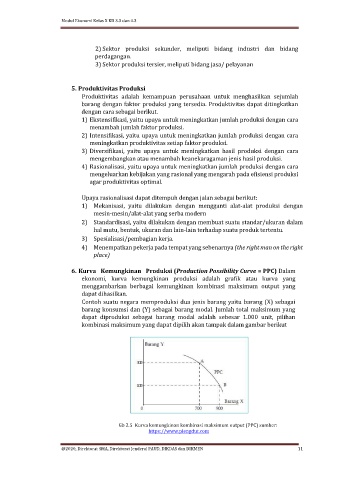 Modul Ekonomi Kelas X KD 3.3 dan 4.3
2) Sektor produksi sekunder, meliputi bidang industri dan bidang
perdagangan.
3) Sektor produksi tersier, meliputi bidang jasa/ pelayanan
5. Produktivitas Produksi
Produktivitas adalah kemampuan perusahaan untuk menghasilkan sejumlah
barang dengan faktor produksi yang tersedia. Produktivitas dapat ditingkatkan
dengan cara sebagai berikut.
1) Ekstensifikasi, yaitu upaya untuk meningkatkan jumlah produksi dengan cara
menambah jumlah faktor produksi.
2) Intensifikasi, yaitu upaya untuk meningkatkan jumlah produksi dengan cara
meningkatkan produktivitas setiap faktor produksi.
3) Diversifikasi, yaitu upaya untuk meningkatkan hasil produksi dengan cara
mengembangkan atau menambah keanekaragaman jenis hasil produksi.
4) Rasionalisasi, yaitu upaya untuk meningkatkan jumlah produksi dengan cara
mengeluarkan kebijakan yang rasional yang mengarah pada efisiensi produksi
agar produktivitas optimal.
Upaya rasionalisasi dapat ditempuh dengan jalan sebagai berikut:
1) Mekanisasi, yaitu dilakukan dengan mengganti alat-alat produksi dengan
mesin-mesin/alat-alat yang serba modern
2) Standardisasi, yaitu dilakukan dengan membuat suatu standar/ukuran dalam
hal mutu, bentuk, ukuran dan lain-lain terhadap suatu produk tertentu.
3) Spesialisasi/pembagian kerja.
4) Menempatkan pekerja pada tempat yang sebenarnya (the right man on the right
place)
6. Kurva Kemungkinan Produksi (Production Possibility Curve = PPC) Dalam
ekonomi, kurva kemungkinan produksi adalah grafik atau kurva yang
menggambarkan berbagai kemungkinan kombinasi maksimum output yang
dapat dihasilkan.
Contoh suatu negara memproduksi dua jenis barang yaitu barang (X) sebagai
barang konsumsi dan (Y) sebagai barang modal. Jumlah total maksimum yang
dapat diproduksi sebagai barang modal adalah sebesar 1.000 unit, pilihan
kombinasi maksimum yang dapat dipilih akan tampak dalam gambar berikut
Barang Y
A
PPC
B
Barang X
0 700 900
Kurva kemungkinan kombinasi maksimum output (PPC) sumber:
@2020, Direktorat SMA, Direktorat Jenderal PAUD, DIKDAS dan DIKMEN 11